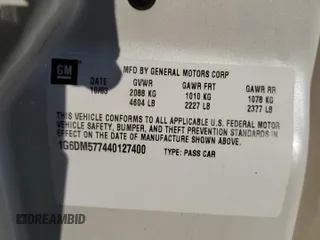 GM
MFD BY GENERAL MOTORS CORP
DATE GVWR GAWR FRT GAWR RR
10/03 2088 KG 1010 KG 1078 KG
4604 LB 2227 LB 2377 LB
THIS VEHICLE CONFORMS TO ALL APPLICABLE U.S. FEDERAL MOTOR
VEHICLE SAFETY, BUMPER, AND THEFT PREVENTION STANDARDS IN
EFFECT ON THE DATE OF MANUFACTURE SHOWN ABOVE.
1G6DM577440127400 TYPE: PASS CAR
DREAMBID